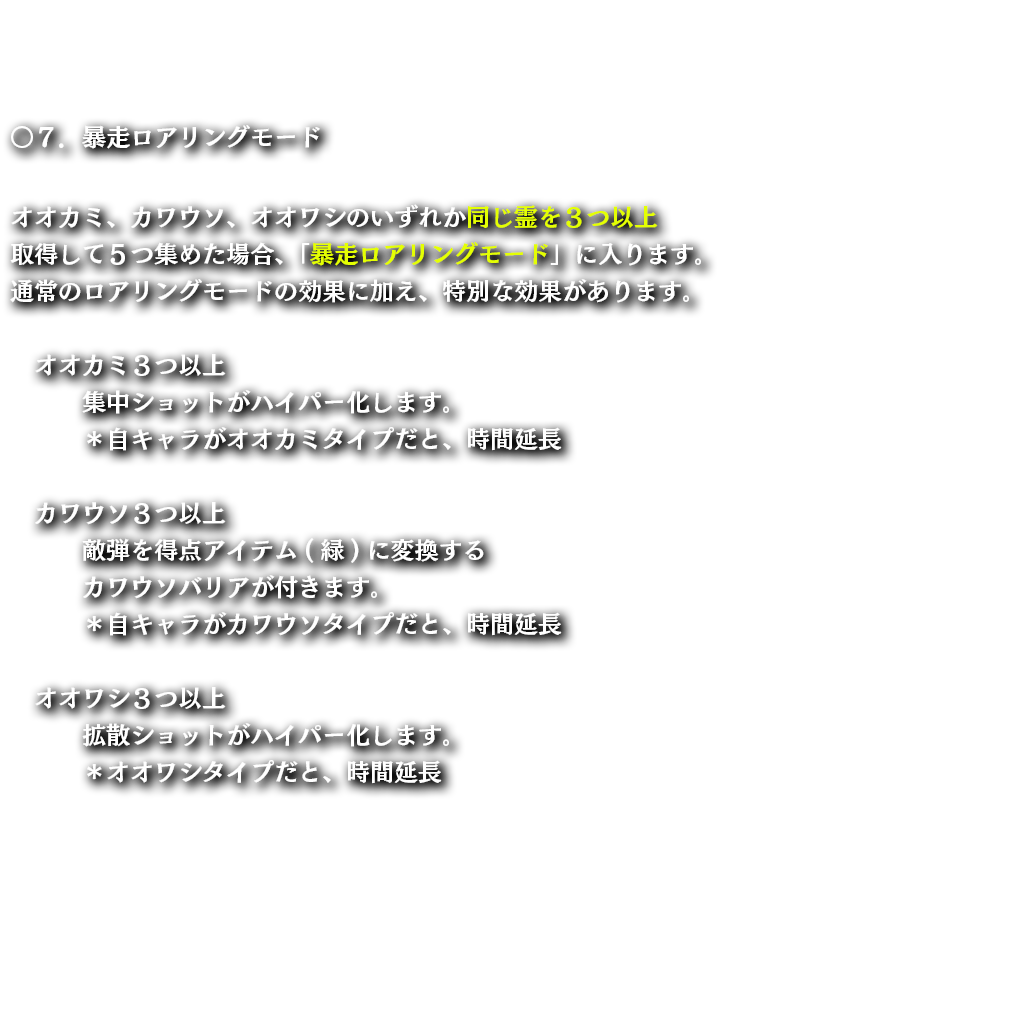 ○７．暴走ロアリングモード
オオカミ、カワウソ、オオワシのいずれか同じ霊を３つ以上
取得して５つ集めた場合、「暴走ロアリングモード」に入ります。
通常のロアリングモードの効果に加え、特別な効果があります。
オオカミ３つ以上
集中ショットがハイパー化します。
＊自キャラがオオカミタイプだと、時間延長
カワウソ３つ以上
敵弾を得点アイテム(緑)に変換する
カワウソバリアが付きます。
＊自キャラがカワウソタイプだと、時間延長
オオワシ３つ以上
拡散ショットがハイパー化します。
＊オオワシタイプだと、時間延長